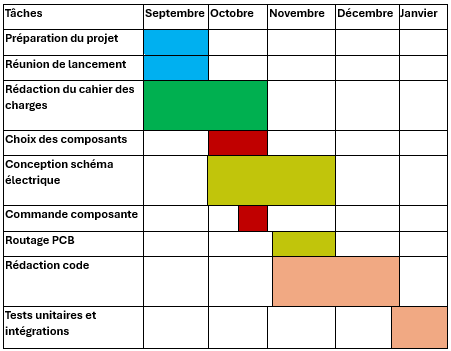 Tâches Septembre Octobre Novembre Décembre Janvier
Préparation du projet
Réunion de lancement
Rédaction du cahier des
charges
Choix des composants
Conception schéma
électrique
Commande composante
Routage PCB
Rédaction code
Tests unitaires et
intégrations